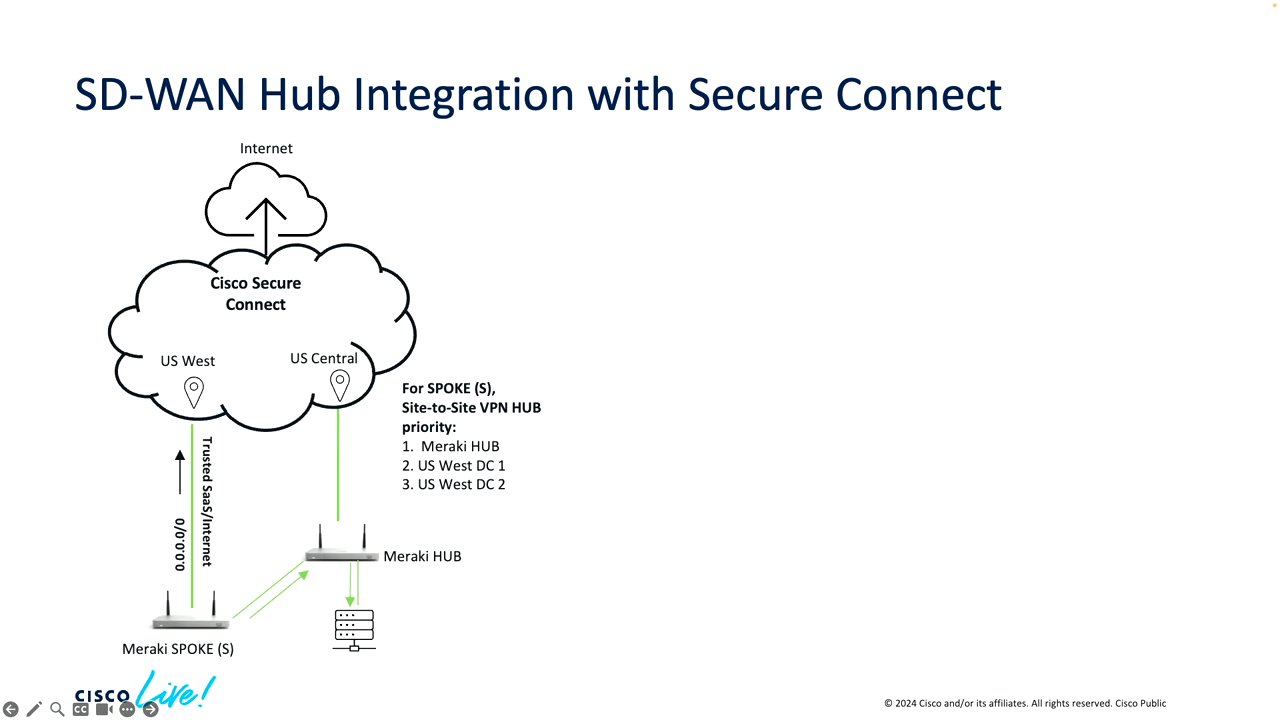 SD-WAN Hub Integration with Secure Connect
Internet
Cisco Secure
Connect
US West
US Central
For SPOKE (S),
Site-to-Site VPN HUB
priority:
1. Meraki HUB
2. US West DC 1
3. US West DC 2
Trusted SaaS/Internet
0.0.0.0/0
Meraki HUB
Meraki SPOKE (S)
CISCO Live!
CC
© 2024 Cisco and/or its affiliates. All rights reserved. Cisco Public